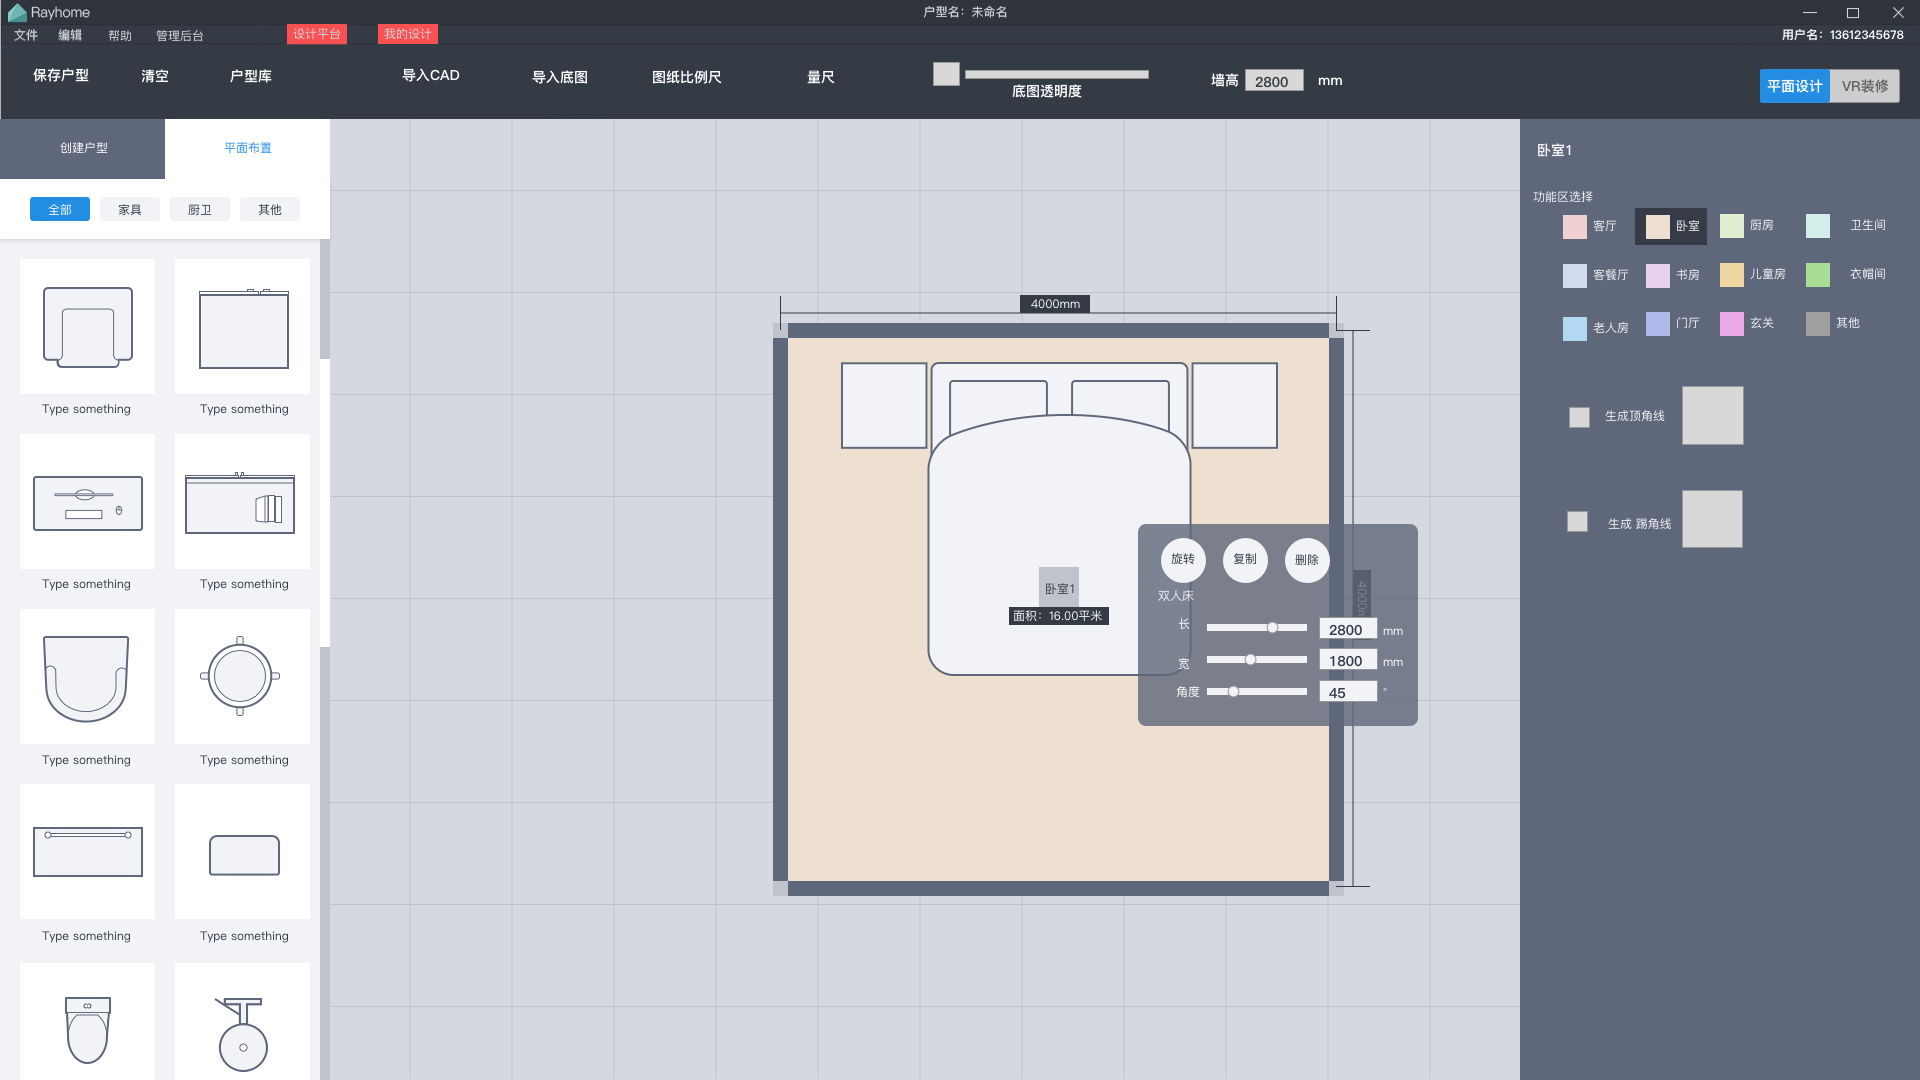 Rayhome
户型名：未命名
文件 编辑 帮助 管理后台 设计平台 我的设计
用户名：13612345678
保存户型 清空 户型库 导入CAD 导入底图 图纸比例尺 量尺
底图透明度
墙高 2800 mm
平面设计 VR装修
创建户型 平面布置
全部 家具 厨卫 其他
Type something Type something
Type something Type something
Type something Type something
Type something Type something
4000mm
卧室1
面积：16.00平米
旋转 复制 删除
双人床
长 2800 mm
宽 1800 mm
角度 45 °
卧室1
功能区选择
客厅 卧室 厨房 卫生间
客餐厅 书房 儿童房 衣帽间
老人房 门厅 玄关 其他
生成顶角线
生成 踢角线